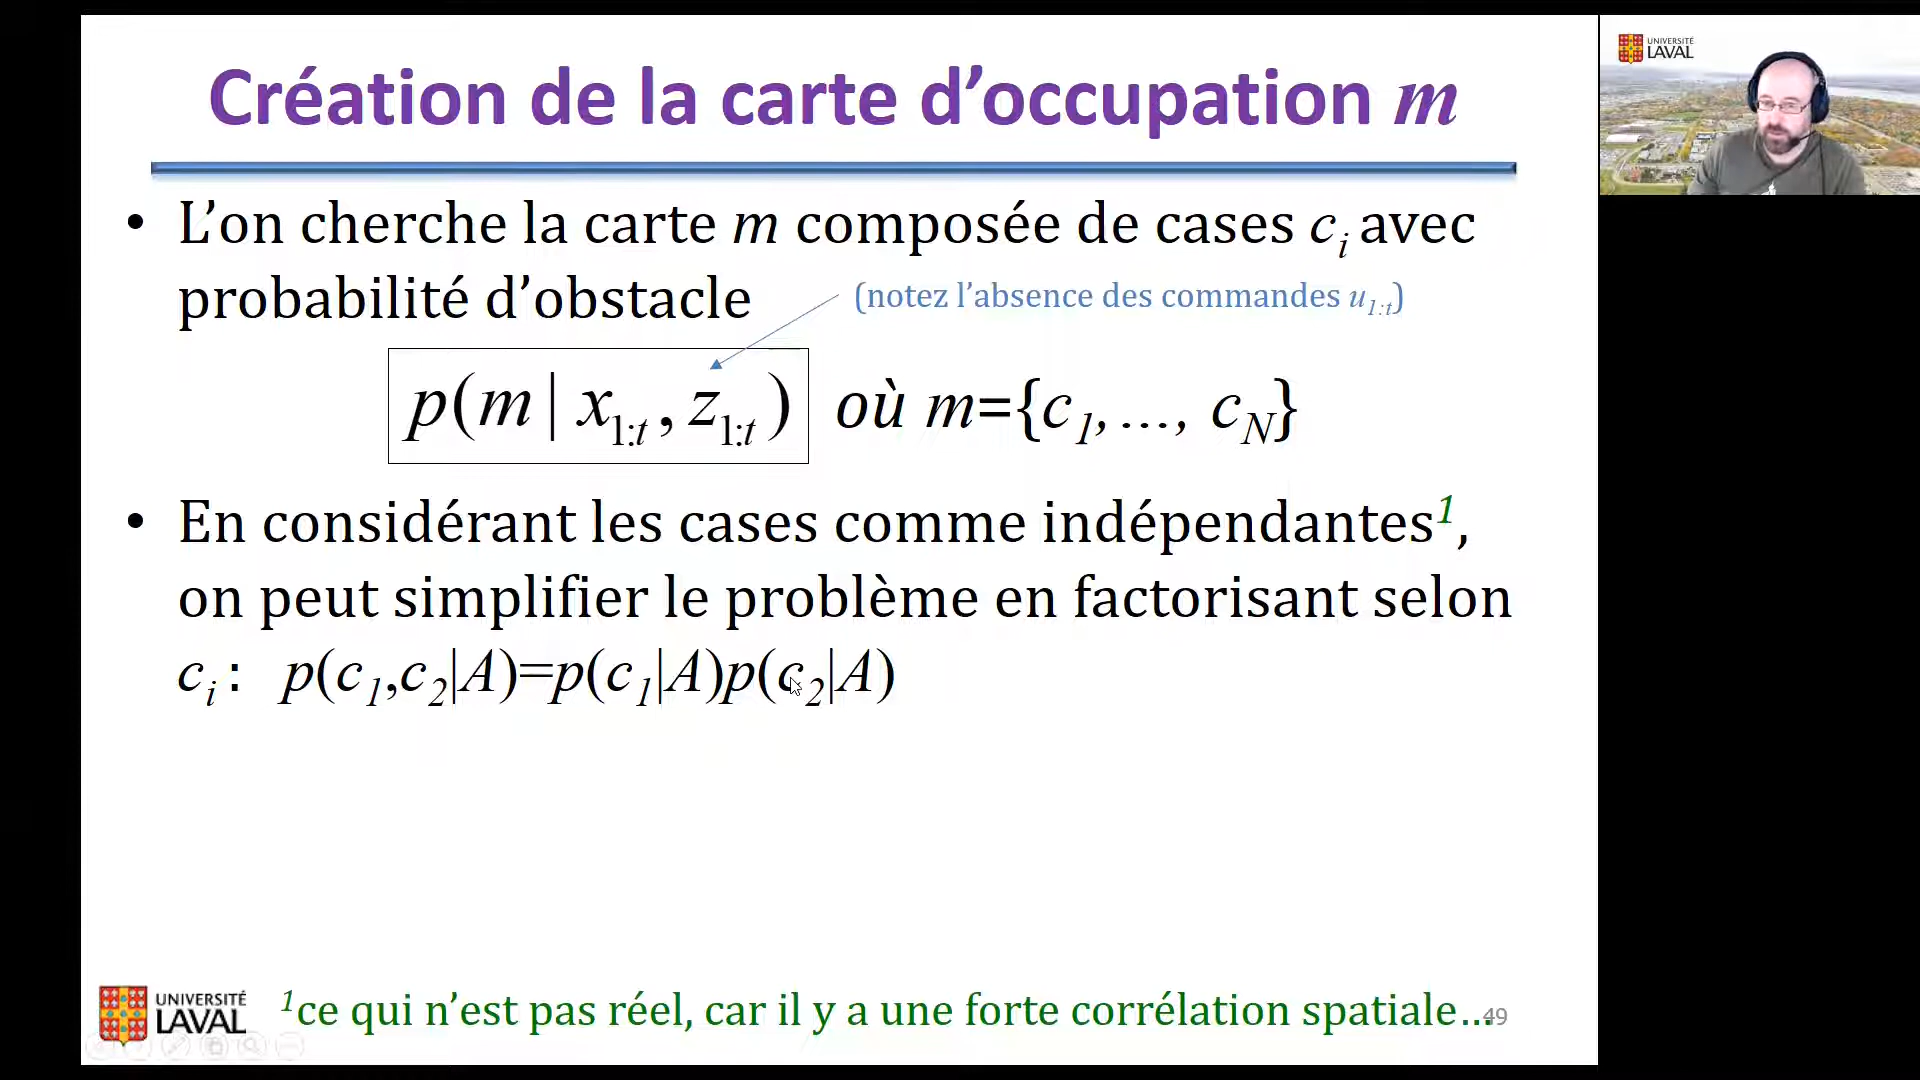 Création de la carte d’occupation m
• L’on cherche la carte m composée de cases cᵢ avec
probabilité d’obstacle
(notez l’absence des commandes u₁:ₜ)
p(m | x₁:ₜ, z₁:ₜ) où m={c₁,..., c_N}
• En considérant les cases comme indépendantes¹,
on peut simplifier le problème en factorisant selon
cᵢ : p(c₁,c₂|A)=p(c₁|A)p(c₂|A)
UNIVERSITÉ
LAVAL
¹ce qui n’est pas réel, car il y a une forte corrélation spatiale...
49
UNIVERSITÉ
LAVAL